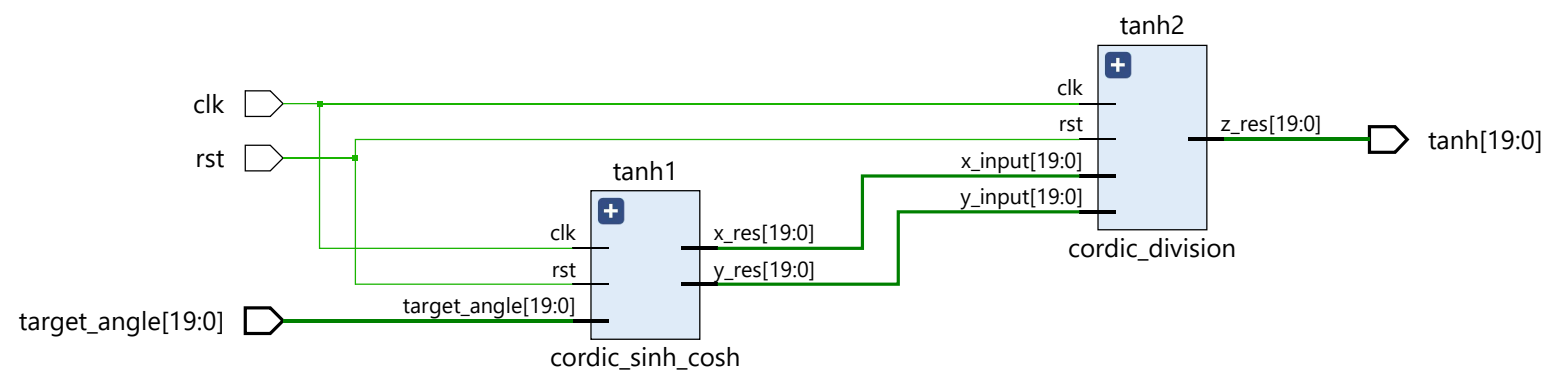 tanh2
clk
clk
rst
z_res[19:0]
tanh[19:0]
rst
x_input[19:0]
tanh1
y_input[19:0]
clk
x_res[19:0]
cordic_division
rst
y_res[19:0]
target_angle[19:0]
target_angle[19:0]
cordic_sinh_cosh